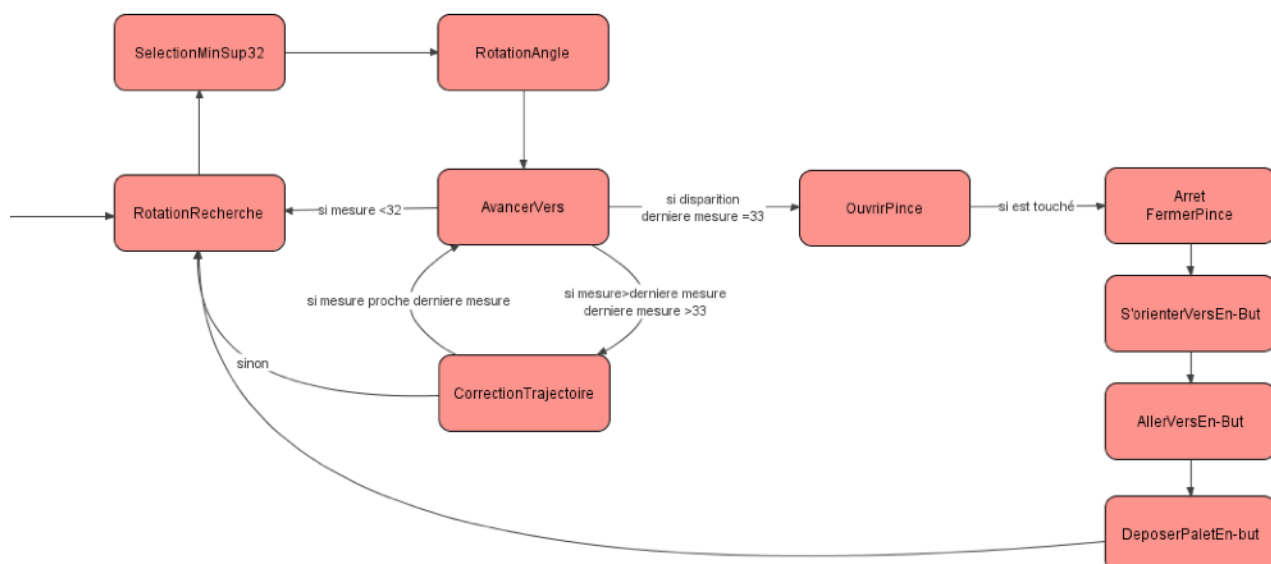 SelectionMinSup32
RotationAngle
RotationRecherche
si mesure <32
AvancerVers
si disparition
derniere mesure =33
OuvrirPince
si est touché
Arret
FermerPince
si mesure proche derniere mesure
si mesure>derniere mesure
derniere mesure >33
S'orienterVersEn-But
sinon
CorrectionTrajectoire
AllerVersEn-But
DeposerPaletEn-but